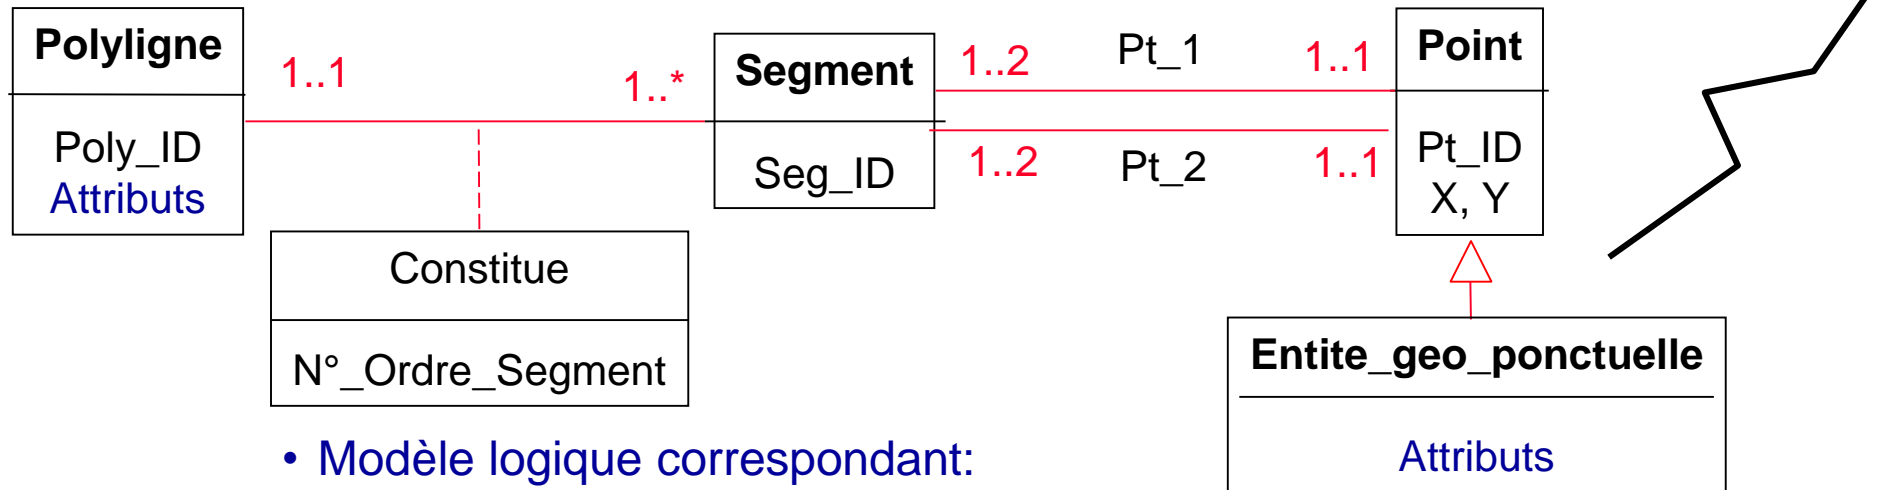 Polyligne
Poly_ID
Attributs
1..1
1..*
Constitue
N°_Ordre_Segment
Segment
Seg_ID
1..2
Pt_1
1..1
1..2
Pt_2
1..1
Point
Pt_ID
X, Y
Entite_geo_ponctuelle
Attributs
• Modèle logique correspondant: